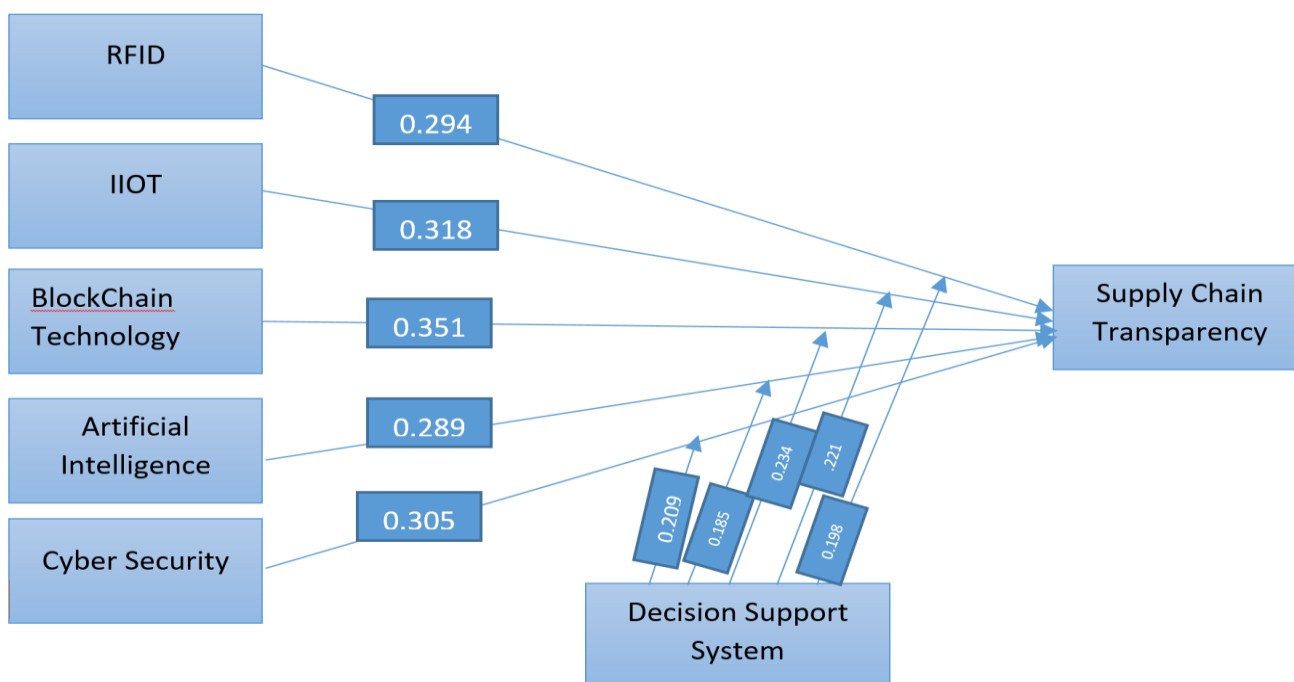 RFID
0.294
IIOT
0.318
BlockChain
Technology
0.351
Supply Chain
Transparency
Artificial
Intelligence
0.289
Cyber Security
0.305
0.209
0.185
0.234
.221
0.198
Decision Support
System